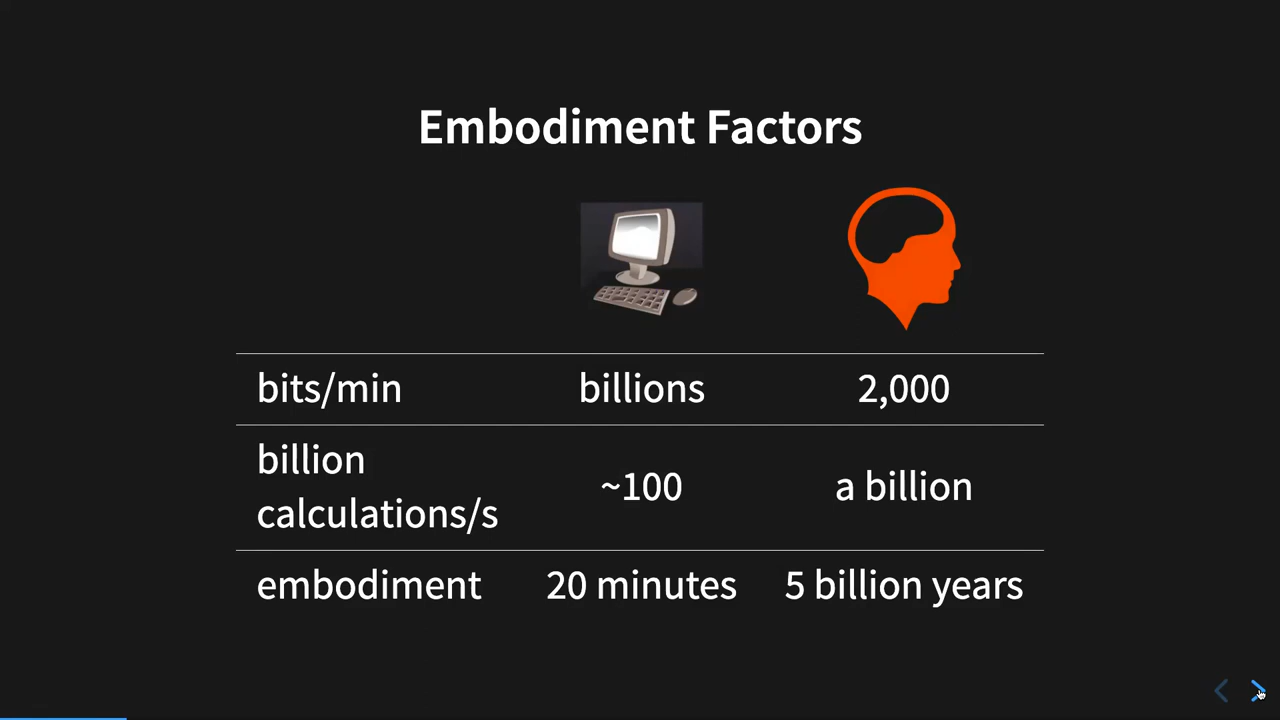 Embodiment Factors
bits/min billions 2,000
billion
calculations/s ~100 a billion
embodiment 20 minutes 5 billion years